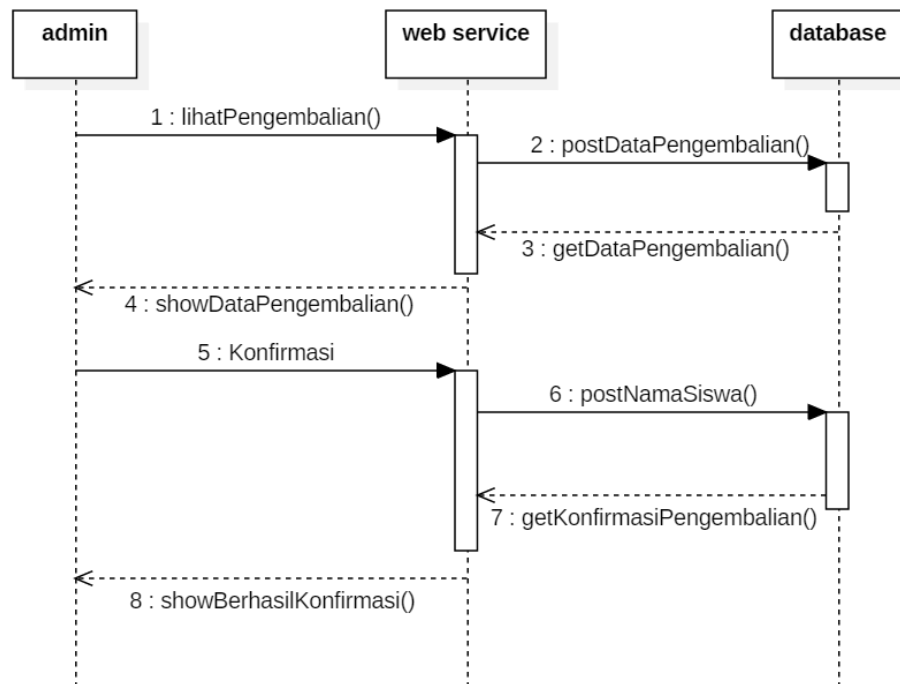 admin
web service
database
1 : lihatPengembalian()
2 : postDataPengembalian()
3 : getDataPengembalian()
4 : showDataPengembalian()
5 : Konfirmasi
6 : postNamaSiswa()
7 : getKonfirmasiPengembalian()
8 : showBerhasilKonfirmasi()